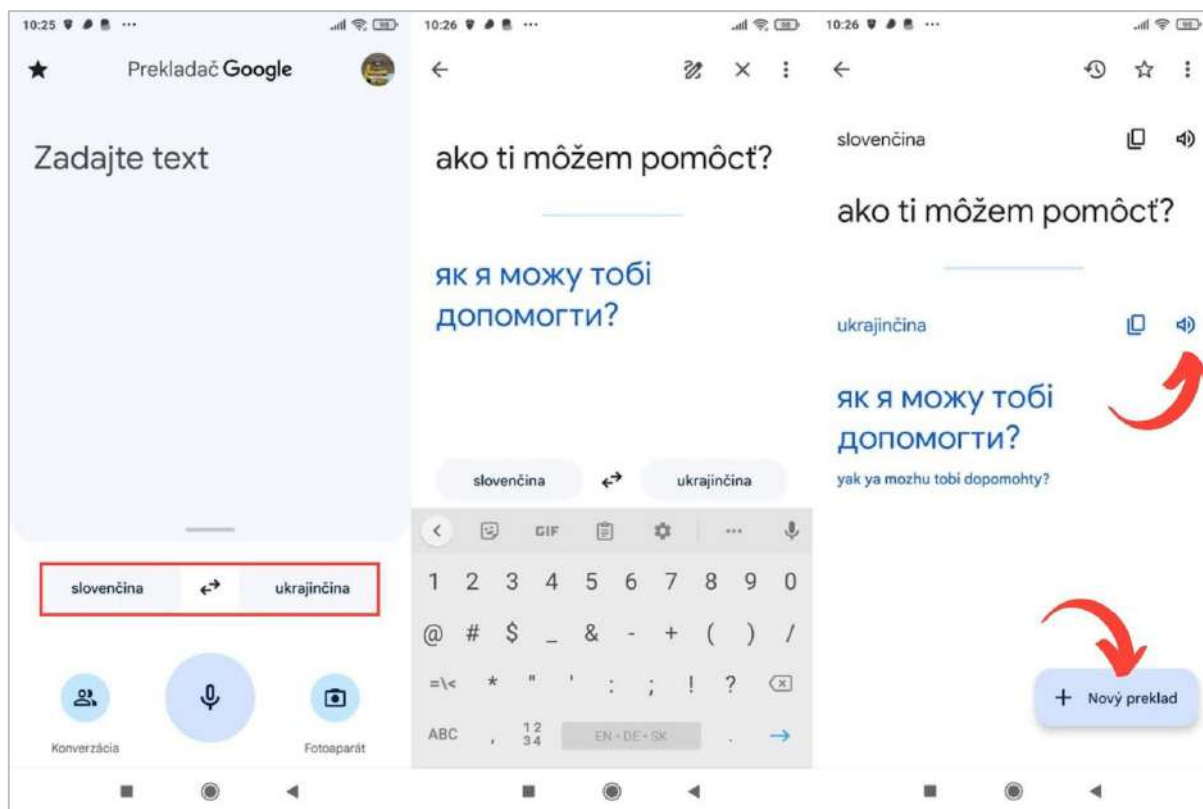 10:25
98
Prekladač Google
Zadajte text
slovenčina
ukrajinčina
Konverzácia
Fotoaparát
10:26
98
ako ti môžem pomôcť?
як я можу тобі
допомогти?
slovenčina
ukrajinčina
GIF
1 2 3 4 5 6 7 8 9 0
@ # $ _ & - + ( ) /
=\< * " ' : ; ! ?
ABC , 12 34 EN • DE • SK .
10:26
98
slovenčina
ako ti môžem pomôcť?
ukrajinčina
як я можу тобі
допомогти?
yak ya mozhu tobi dopomohty?
+ Nový preklad